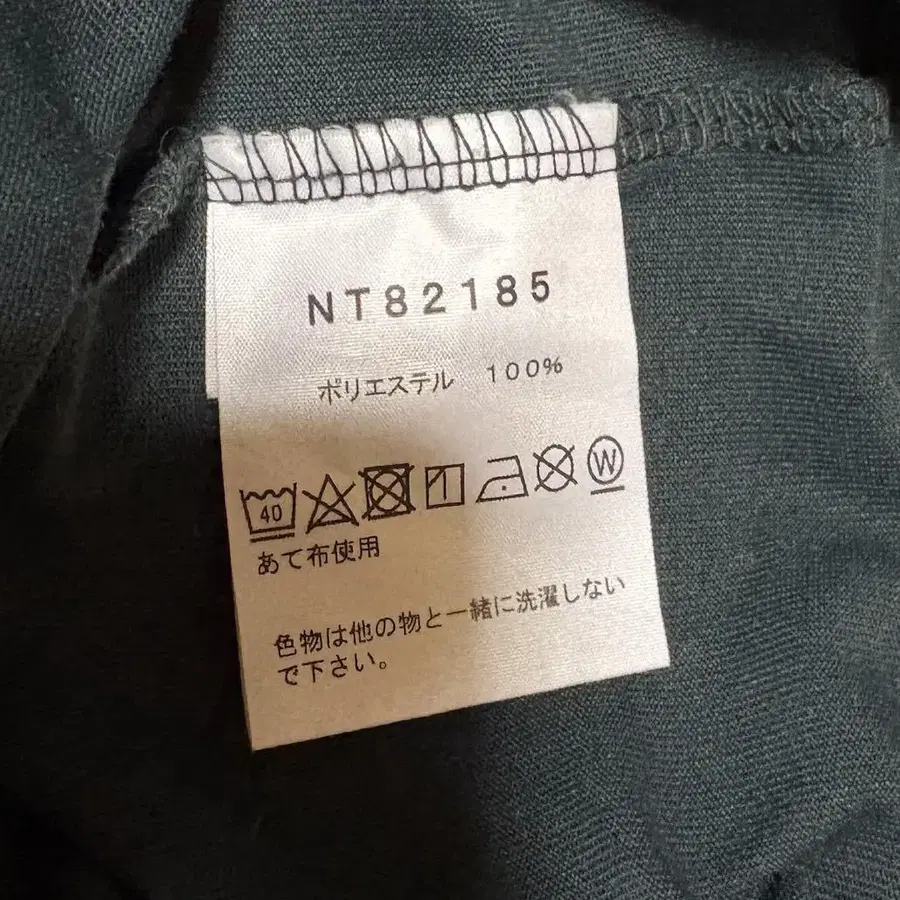 NT82185
ポリエステル 100%
40 W
あて布使用
色物は他の物と一緒に洗濯しない
で下さい。